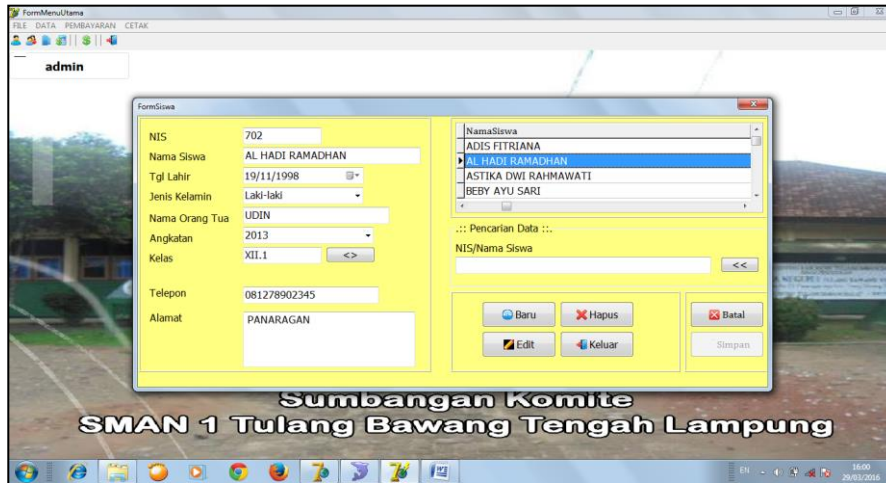 FormMenuUtama
FILE DATA PEMBAYARAN CETAK
admin
FormSiswa
NIS 702
Nama Siswa AL HADI RAMADHAN
Tgl Lahir 19/11/1998
Jenis Kelamin Laki-laki
Nama Orang Tua UDIN
Angkatan 2013
Kelas XII.1 <>
Telepon 081278902345
Alamat PANARAGAN
NamaSiswa
ADIS FITRIANA
AL HADI RAMADHAN
ASTIKA DWI RAHMAWATI
BEBY AYU SARI
.:: Pencarian Data ::.
NIS/Nama Siswa
<<
Baru Hapus Batal
Edit Keluar Simpan
Sumbangan Komite
SMAN 1 Tulang Bawang Tengah Lampung
EN 16:00
29/03/2016